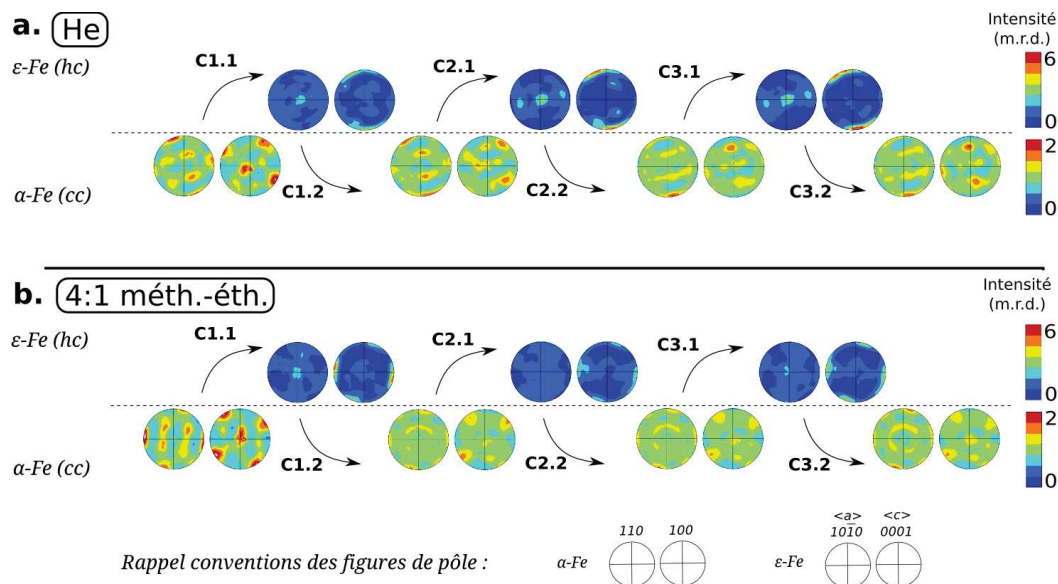 a. He
Intensité
(m.r.d.)
ε-Fe (hc)
C1.1
C2.1
C3.1
6
0
α-Fe (cc)
C1.2
C2.2
C3.2
2
0
b. 4:1 méth.-éth.
Intensité
(m.r.d.)
ε-Fe (hc)
C1.1
C2.1
C3.1
6
0
α-Fe (cc)
C1.2
C2.2
C3.2
2
0
<a> <c>
110 100 101̅0 0001
Rappel conventions des figures de pôle : α-Fe ε-Fe